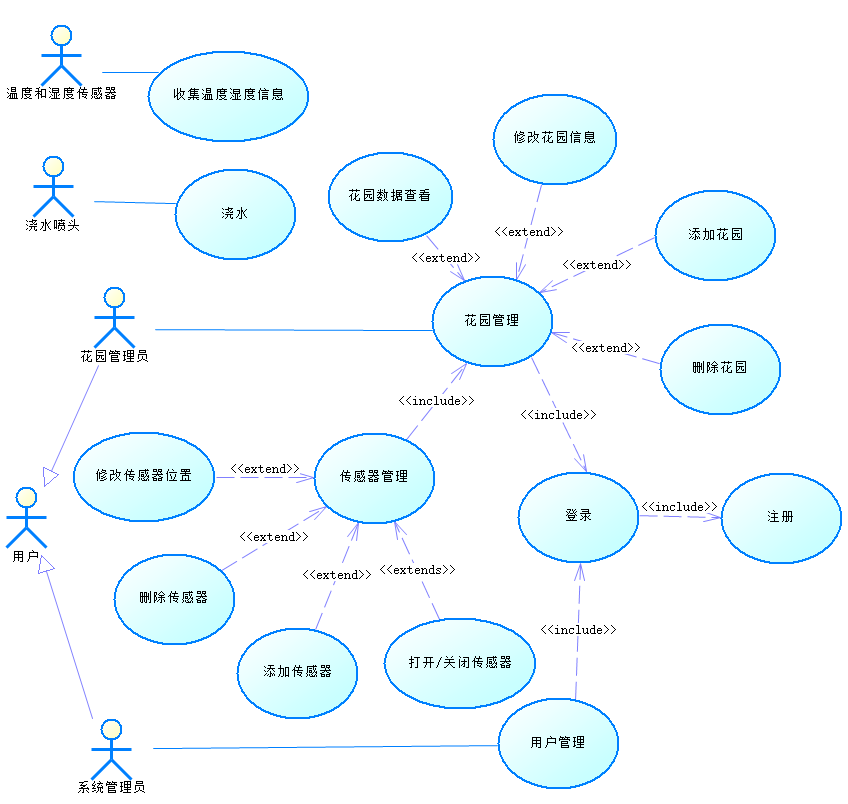 温度和湿度传感器
收集温度湿度信息
修改花园信息
花园数据查看
浇水喷头
浇水
<<extend>>
添加花园
<<extend>>
<<extend>>
花园管理
花园管理员
<<extend>>
删除花园
<<include>>
<<include>>
修改传感器位置
<<extend>>
传感器管理
<<include>>
登录
注册
<<extend>>
用户
<<extend>>
<<extends>>
删除传感器
<<include>>
添加传感器
打开/关闭传感器
用户管理
系统管理员